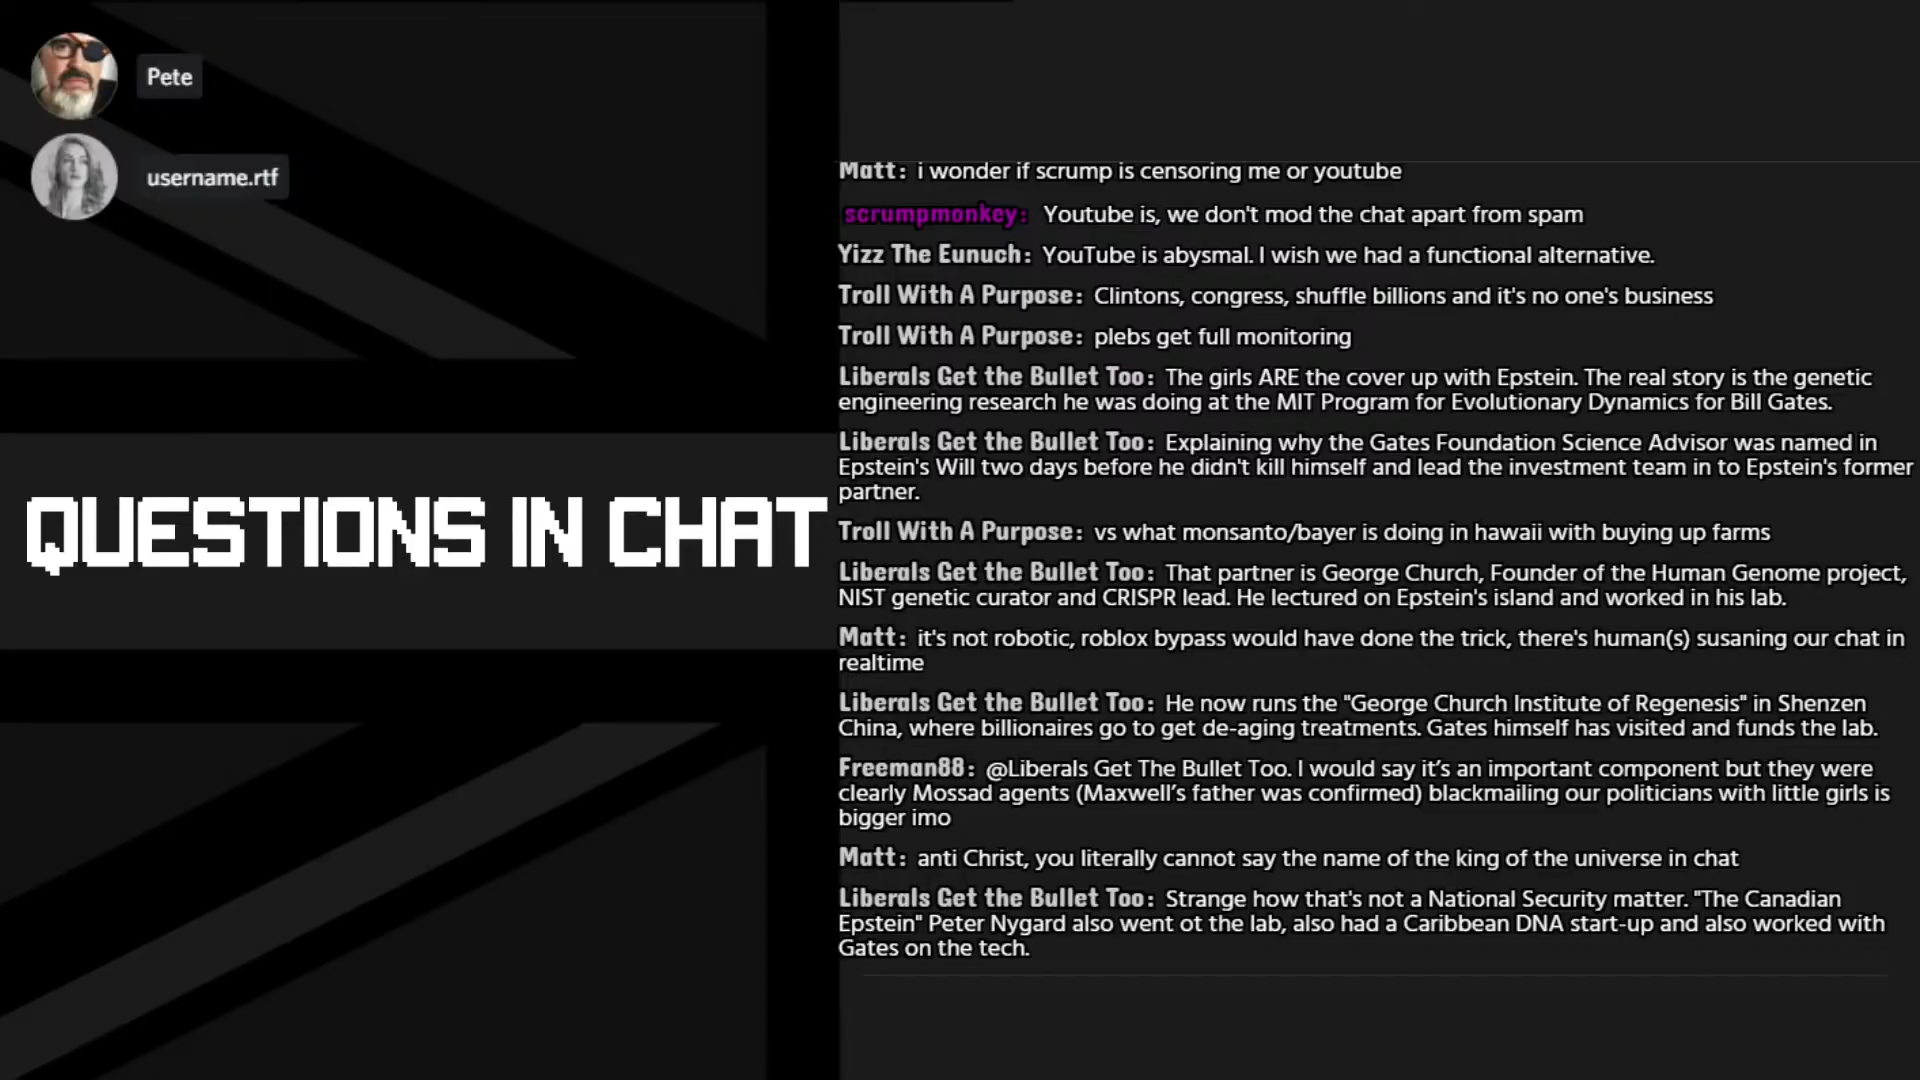 Pete
username.rtf
QUESTIONS IN CHAT
Matt: i wonder if scrump is censoring me or youtube
scrumpmonkey: Youtube is, we don't mod the chat apart from spam
Yizz The Eunuch: YouTube is abysmal. I wish we had a functional alternative.
Troll With A Purpose: Clintons, congress, shuffle billions and it's no one's business
Troll With A Purpose: plebs get full monitoring
Liberals Get the Bullet Too: The girls ARE the cover up with Epstein. The real story is the genetic
engineering research he was doing at the MIT Program for Evolutionary Dynamics for Bill Gates.
Liberals Get the Bullet Too: Explaining why the Gates Foundation Science Advisor was named in
Epstein's Will two days before he didn't kill himself and lead the investment team in to Epstein's former
partner.
Troll With A Purpose: vs what monsanto/bayer is doing in hawaii with buying up farms
Liberals Get the Bullet Too: That partner is George Church, Founder of the Human Genome project,
NIST genetic curator and CRISPR lead. He lectured on Epstein's island and worked in his lab.
Matt: it's not robotic, roblox bypass would have done the trick, there's human(s) susaning our chat in
realtime
Liberals Get the Bullet Too: He now runs the "George Church Institute of Regenesis" in Shenzen
China, where billionaires go to get de-aging treatments. Gates himself has visited and funds the lab.
Freeman88: @Liberals Get The Bullet Too. I would say it’s an important component but they were
clearly Mossad agents (Maxwell’s father was confirmed) blackmailing our politicians with little girls is
bigger imo
Matt: anti Christ, you literally cannot say the name of the king of the universe in chat
Liberals Get the Bullet Too: Strange how that's not a National Security matter. "The Canadian
Epstein" Peter Nygard also went ot the lab, also had a Caribbean DNA start-up and also worked with
Gates on the tech.